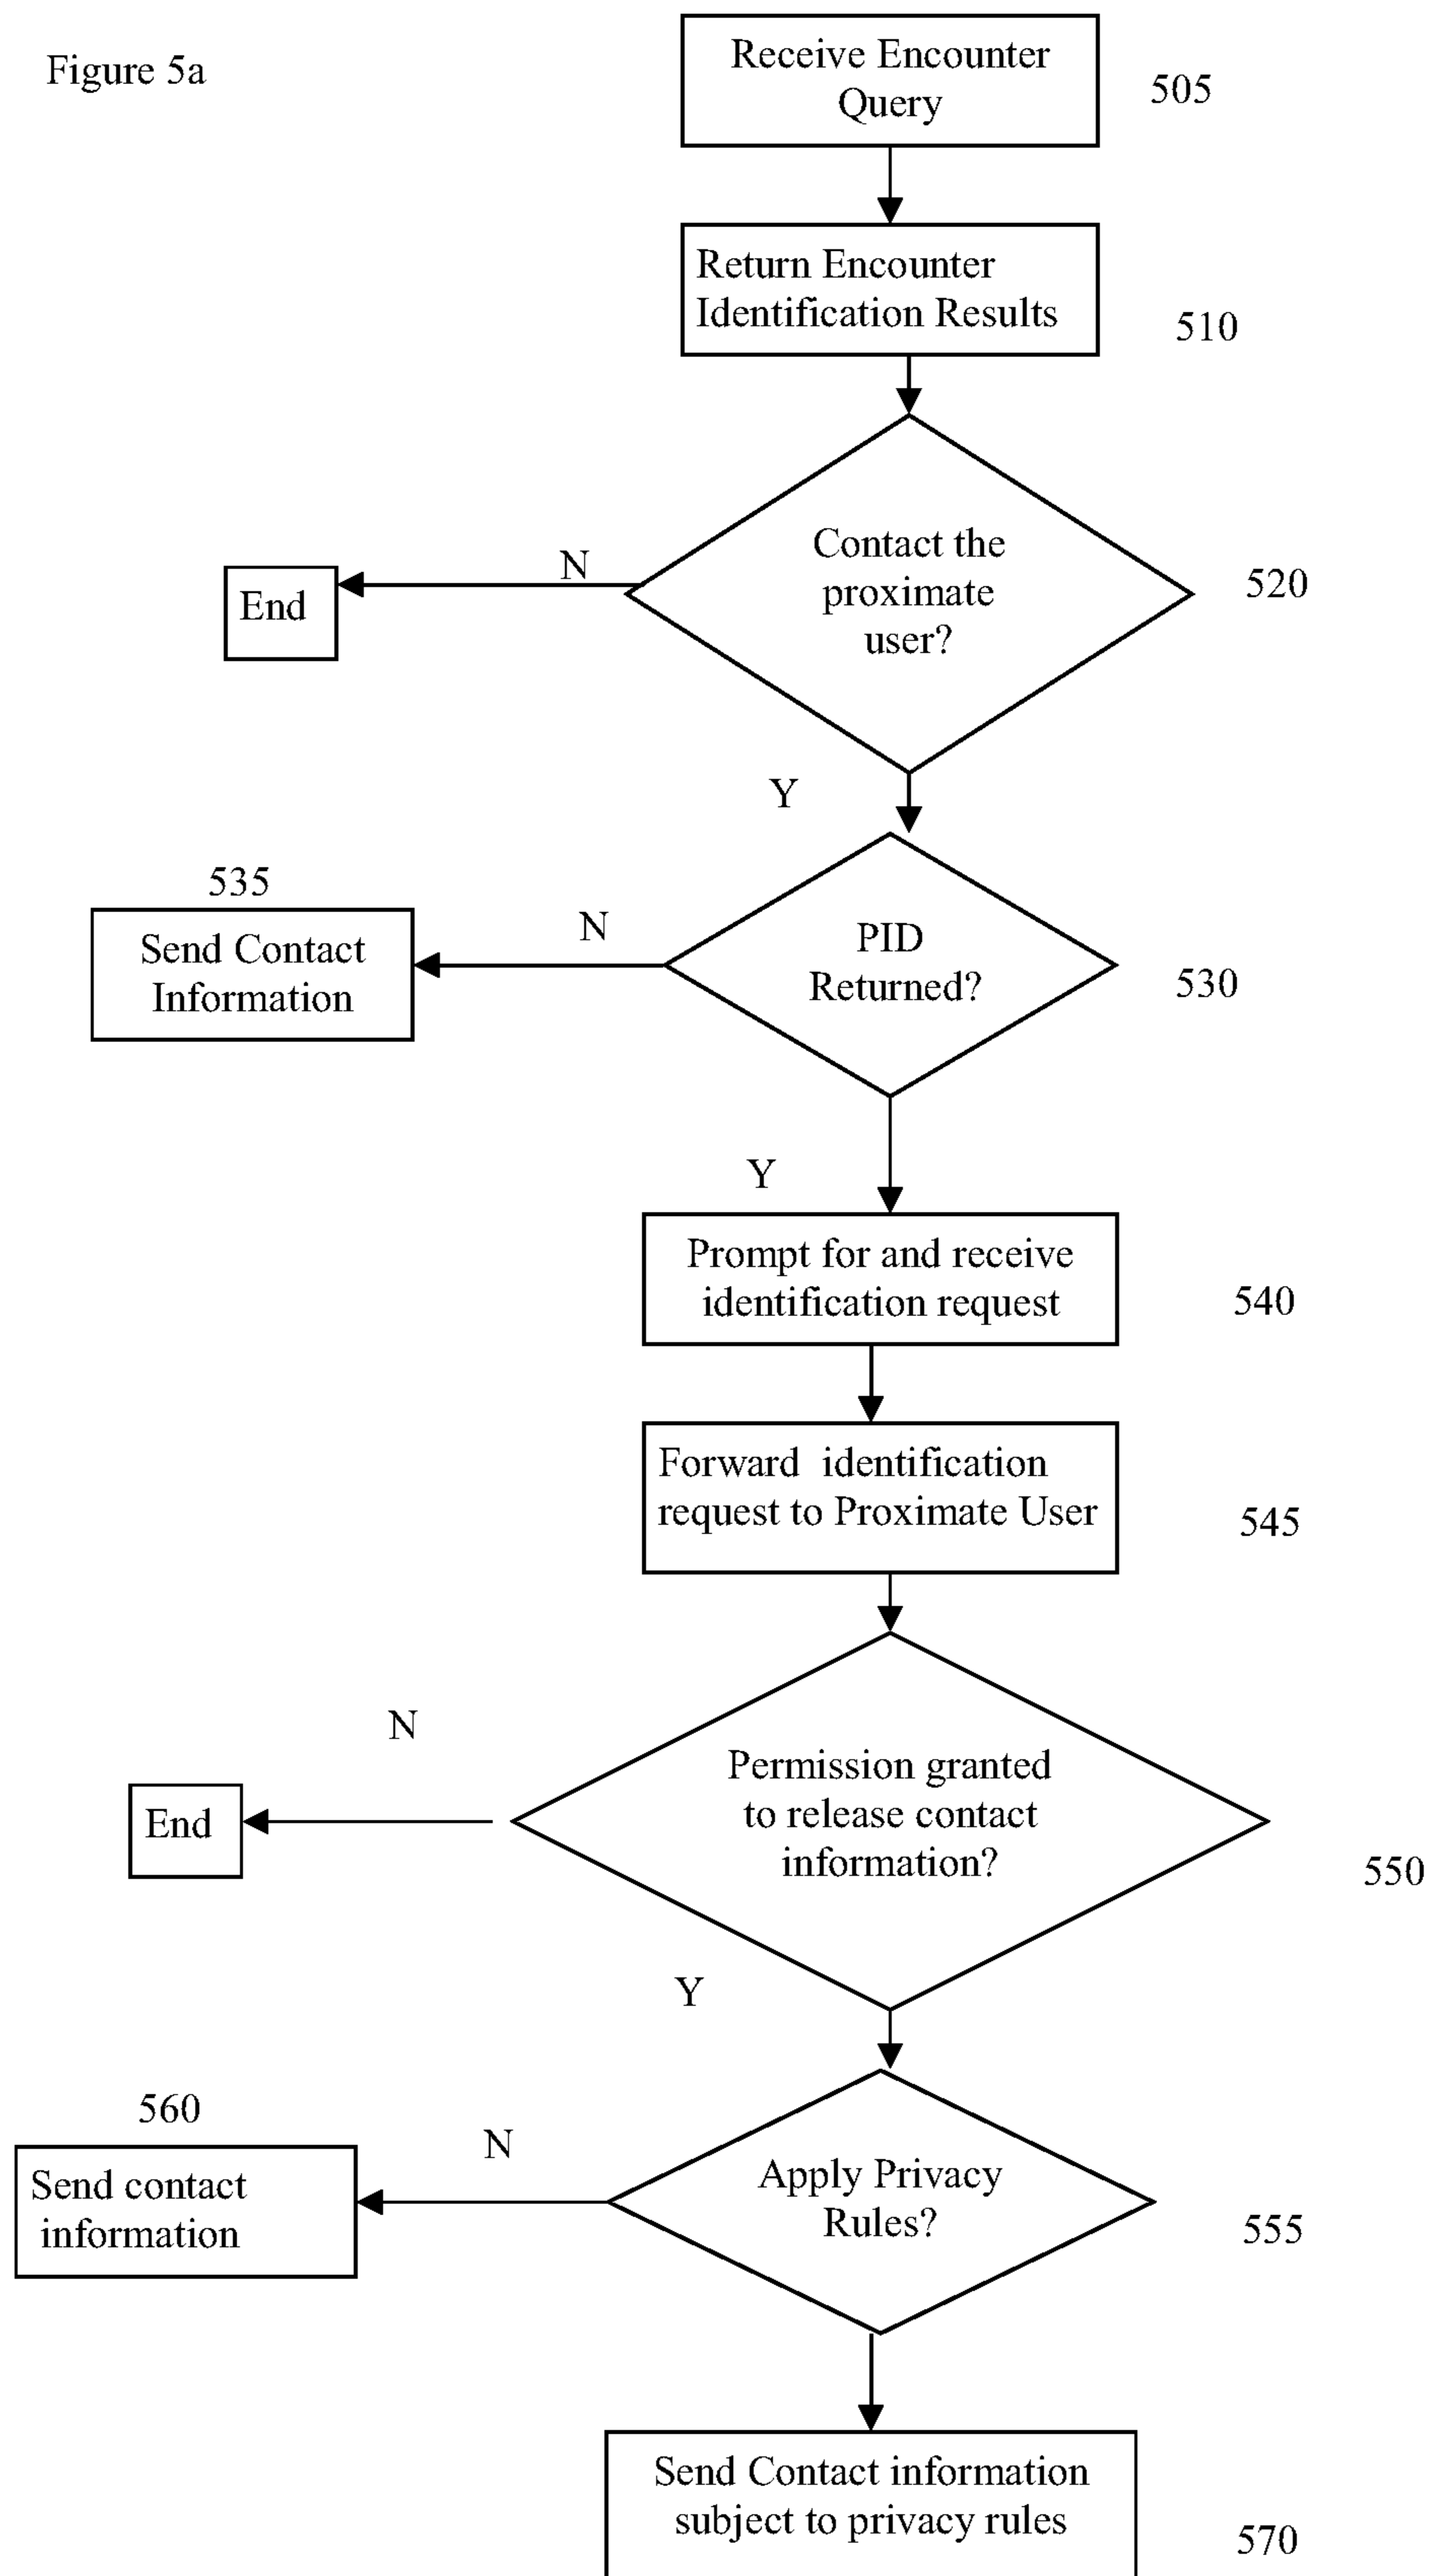 Figure 5a
Receive Encounter
Query
505
Return Encounter
Identification Results
510
Contact the
proximate
user?
520
N
End
Y
535
Send Contact
Information
N
PID
Returned?
530
Y
Prompt for and receive
identification request
540
Forward identification
request to Proximate User
545
N
End
Permission granted
to release contact
information?
550
Y
560
Send contact
information
N
Apply Privacy
Rules?
555
Send Contact information
subject to privacy rules
570